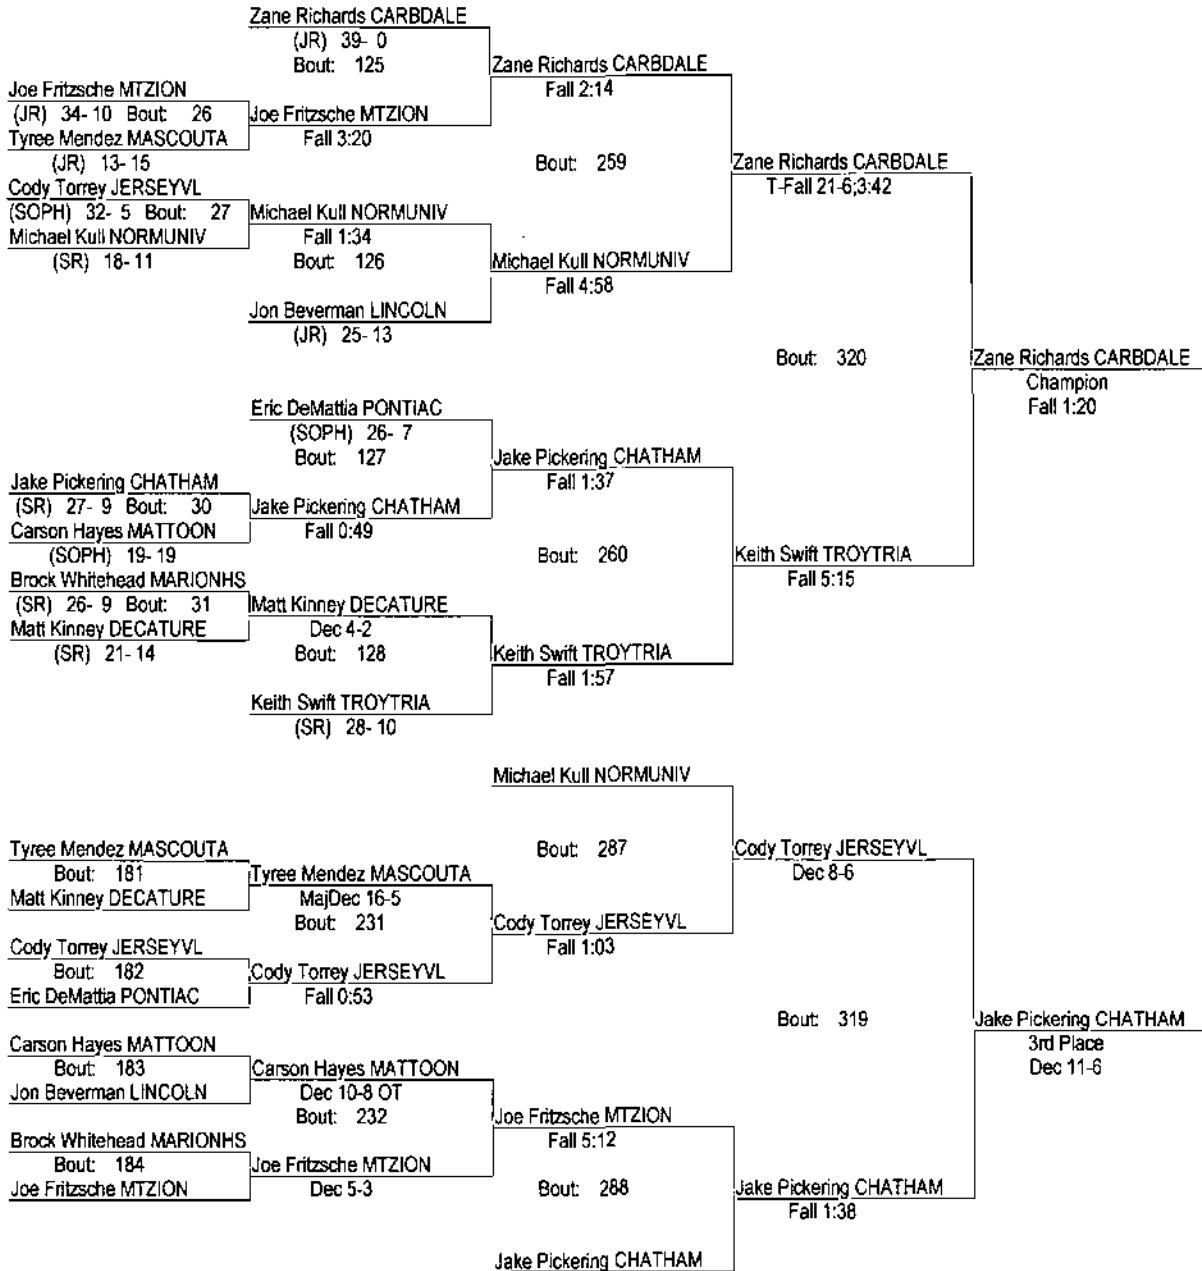 Zane Richards CARBDALE
(JR) 39- 0
Bout: 125
Zane Richards CARBDALE
Fall 2:14
Joe Fritzsche MTZION
(JR) 34- 10 Bout: 26
Joe Fritzsche MTZION
Fall 3:20
Tyree Mendez MASCOUTA
(JR) 13- 15
Bout: 259
Zane Richards CARBDALE
T-Fall 21-6;3:42
Cody Torrey JERSEYVL
(SOPH) 32- 5 Bout: 27
Michael Kull NORMUNIV
Fall 1:34
Michael Kull NORMUNIV
(SR) 18- 11
Bout: 126
Michael Kull NORMUNIV
Fall 4:58
Jon Beverman LINCOLN
(JR) 25- 13
Bout: 320
Zane Richards CARBDALE
Champion
Fall 1:20
Eric DeMattia PONTIAC
(SOPH) 26- 7
Bout: 127
Jake Pickering CHATHAM
Fall 1:37
Jake Pickering CHATHAM
(SR) 27- 9 Bout: 30
Jake Pickering CHATHAM
Fall 0:49
Carson Hayes MATTOON
(SOPH) 19- 19
Bout: 260
Keith Swift TROYTRIA
Fall 5:15
Brock Whitehead MARIONHS
(SR) 26- 9 Bout: 31
Matt Kinney DECATURE
Dec 4-2
Matt Kinney DECATURE
(SR) 21- 14
Bout: 128
Keith Swift TROYTRIA
Fall 1:57
Keith Swift TROYTRIA
(SR) 28- 10
Michael Kull NORMUNIV
Tyree Mendez MASCOUTA
Bout: 181
Matt Kinney DECATURE
Tyree Mendez MASCOUTA
MajDec 16-5
Bout: 231
Bout: 287
Cody Torrey JERSEYVL
Dec 8-6
Cody Torrey JERSEYVL
Fall 1:03
Cody Torrey JERSEYVL
Bout: 182
Eric DeMattia PONTIAC
Cody Torrey JERSEYVL
Fall 0:53
Bout: 319
Jake Pickering CHATHAM
3rd Place
Dec 11-6
Carson Hayes MATTOON
Bout: 183
Jon Beverman LINCOLN
Carson Hayes MATTOON
Dec 10-8 OT
Bout: 232
Joe Fritzsche MTZION
Fall 5:12
Brock Whitehead MARIONHS
Bout: 184
Joe Fritzsche MTZION
Joe Fritzsche MTZION
Dec 5-3
Bout: 288
Jake Pickering CHATHAM
Fall 1:38
Jake Pickering CHATHAM